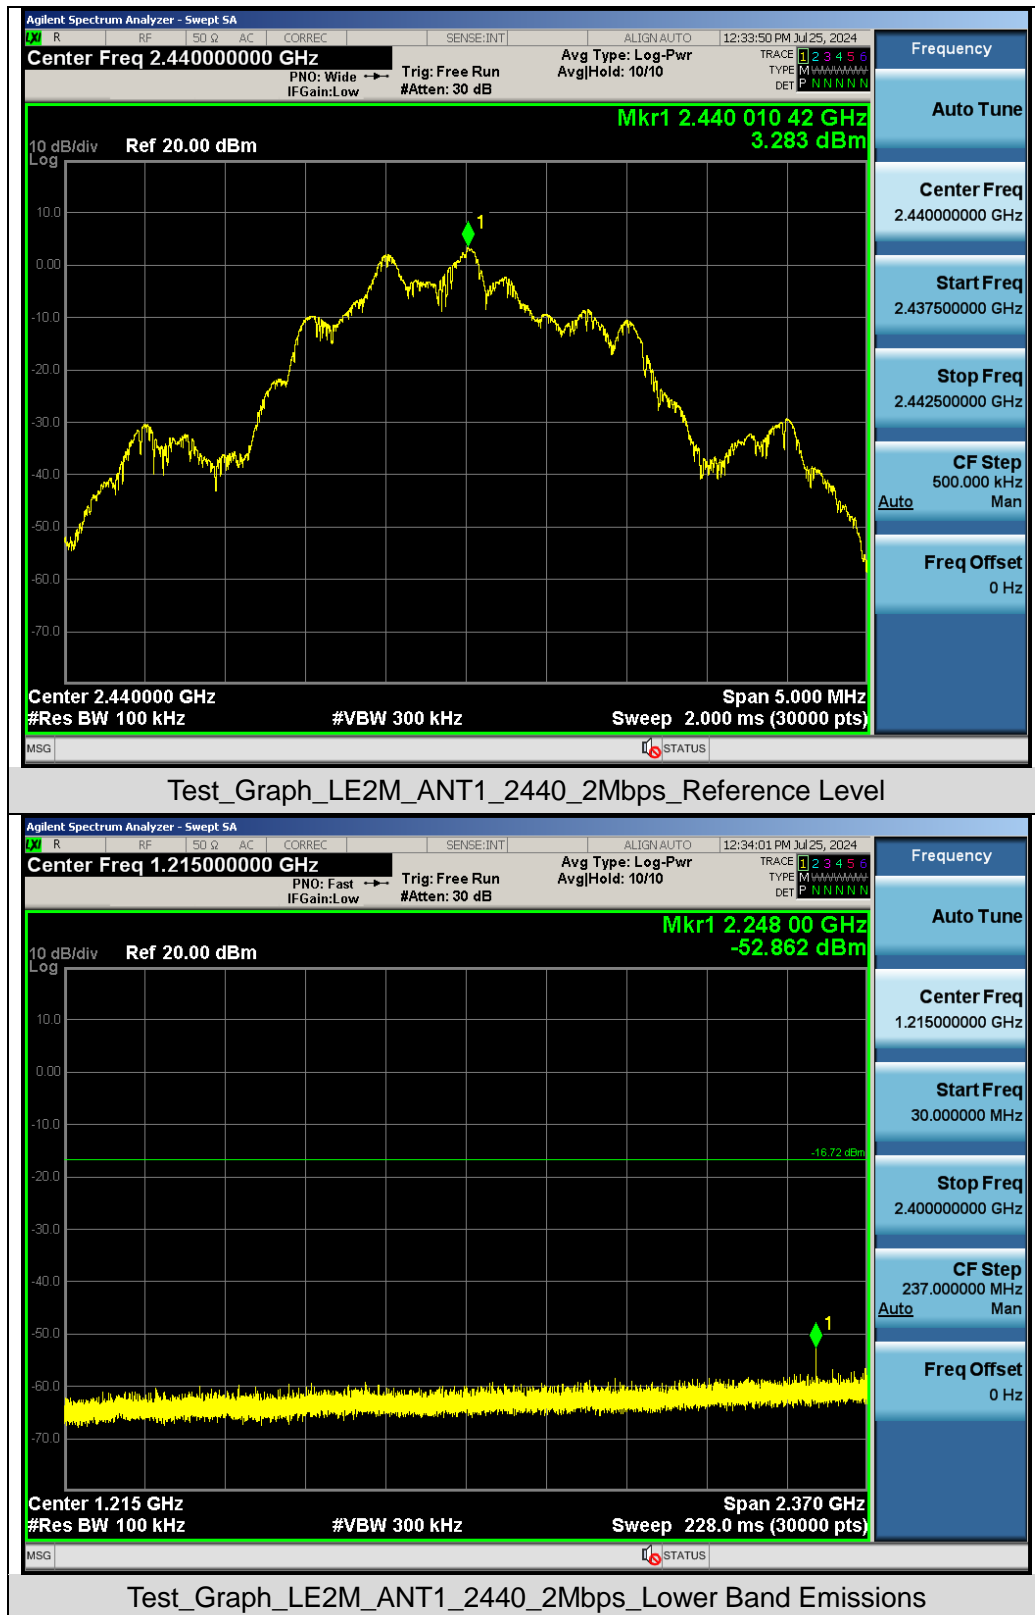 Agilent Spectrum Analyzer - Swept SA
LXI R RF 50 Ω AC CORREC SENSE:INT ALIGN AUTO 12:33:50 PM Jul 25, 2024
Center Freq 2.440000000 GHz
PNO: Wide
IFGain:Low
Trig: Free Run
#Atten: 30 dB
Avg Type: Log-Pwr
Avg|Hold: 10/10
TRACE 1 2 3 4 5 6
TYPE M
DET P N N N N N
Mkr1 2.440 010 42 GHz
3.283 dBm
10 dB/div Ref 20.00 dBm
Log
10.0
0.00
-10.0
-20.0
-30.0
-40.0
-50.0
-60.0
-70.0
1
Center 2.440000 GHz Span 5.000 MHz
#Res BW 100 kHz #VBW 300 kHz Sweep 2.000 ms (30000 pts)
MSG STATUS
Frequency
Auto Tune
Center Freq
2.440000000 GHz
Start Freq
2.437500000 GHz
Stop Freq
2.442500000 GHz
CF Step
500.000 kHz
Auto Man
Freq Offset
0 Hz
Test_Graph_LE2M_ANT1_2440_2Mbps_Reference Level
Agilent Spectrum Analyzer - Swept SA
LXI R RF 50 Ω AC CORREC SENSE:INT ALIGN AUTO 12:34:01 PM Jul 25, 2024
Center Freq 1.215000000 GHz
PNO: Fast
IFGain:Low
Trig: Free Run
#Atten: 30 dB
Avg Type: Log-Pwr
Avg|Hold: 10/10
TRACE 1 2 3 4 5 6
TYPE M
DET P N N N N N
Mkr1 2.248 00 GHz
-52.862 dBm
10 dB/div Ref 20.00 dBm
Log
10.0
0.00
-10.0
-20.0
-30.0
-40.0
-50.0
-60.0
-70.0
-16.72 dBm
1
Center 1.215 GHz Span 2.370 GHz
#Res BW 100 kHz #VBW 300 kHz Sweep 228.0 ms (30000 pts)
MSG STATUS
Frequency
Auto Tune
Center Freq
1.215000000 GHz
Start Freq
30.000000 MHz
Stop Freq
2.400000000 GHz
CF Step
237.000000 MHz
Auto Man
Freq Offset
0 Hz
Test_Graph_LE2M_ANT1_2440_2Mbps_Lower Band Emissions